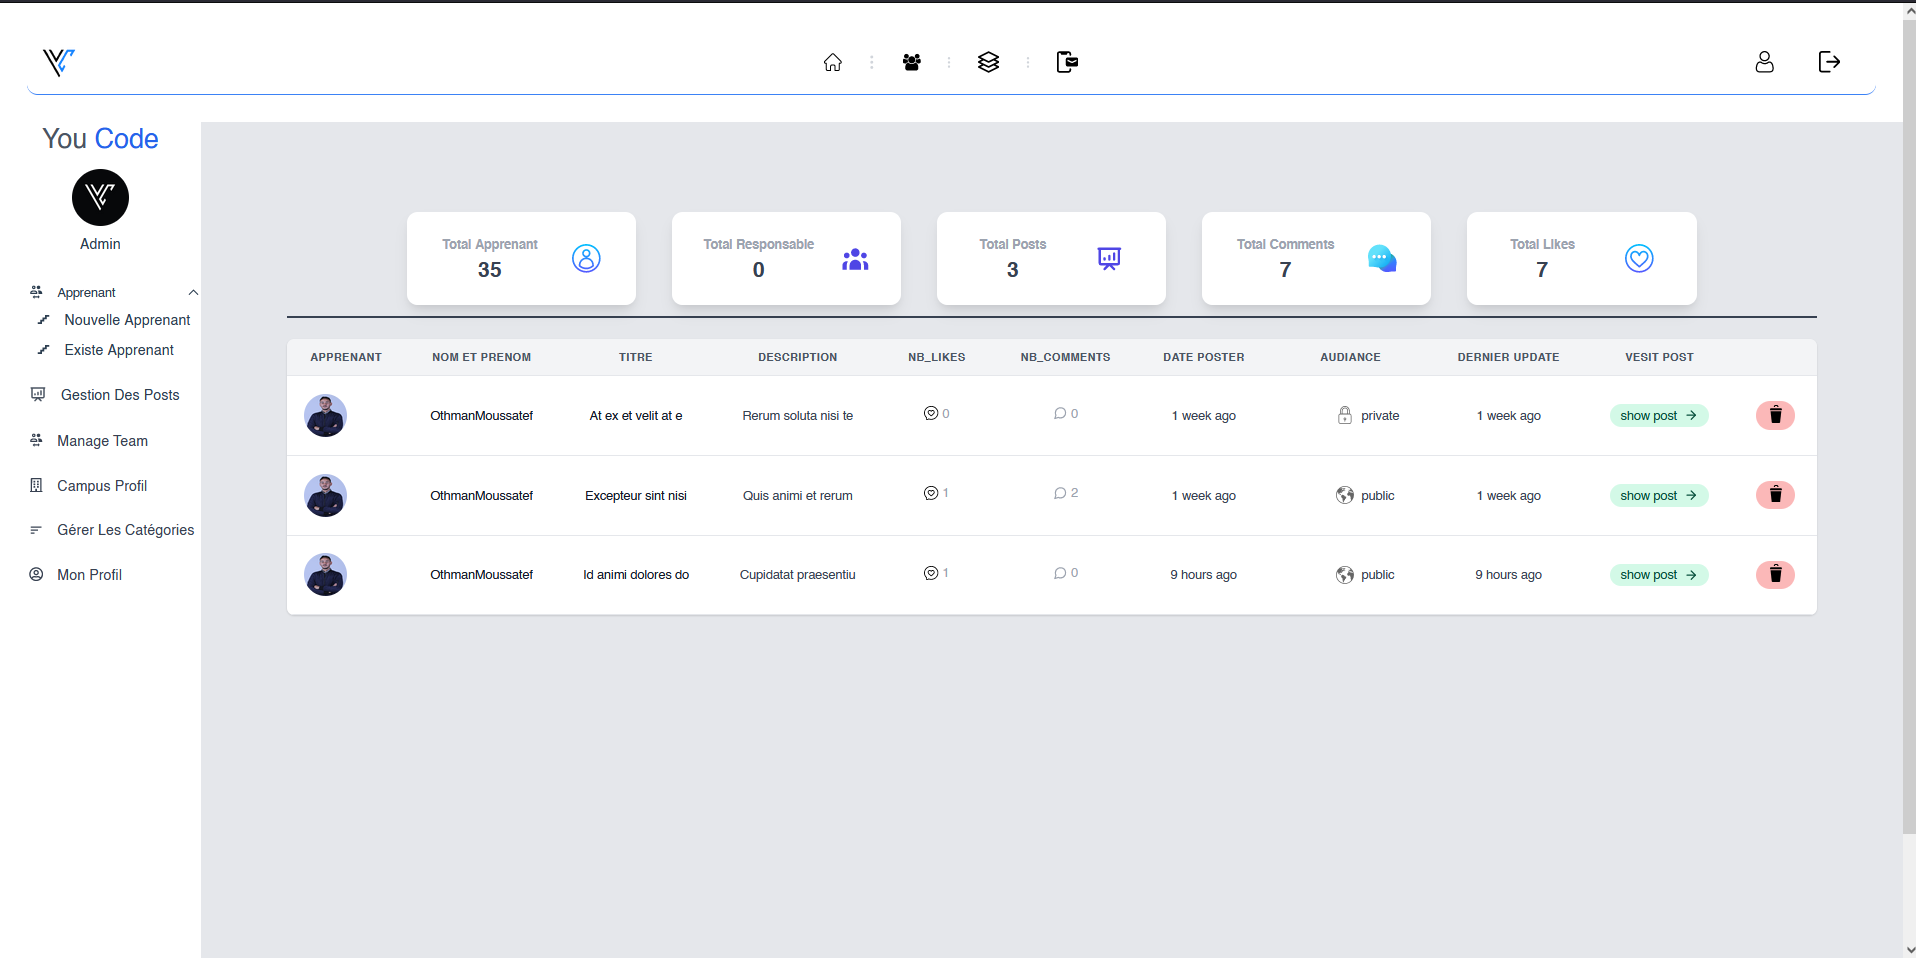 You Code
Admin
Apprenant
Nouvelle Apprenant
Existe Apprenant
Gestion Des Posts
Manage Team
Campus Profil
Gérer Les Catégories
Mon Profil
Total Apprenant
35
Total Responsable
0
Total Posts
3
Total Comments
7
Total Likes
7
APPRENANT NOM ET PRENOM TITRE DESCRIPTION NB_LIKES NB_COMMENTS DATE POSTER AUDIANCE DERNIER UPDATE VESIT POST
OthmanMoussatef At ex et velit at e Rerum soluta nisi te 0 0 1 week ago private 1 week ago show post
OthmanMoussatef Excepteur sint nisi Quis animi et rerum 1 2 1 week ago public 1 week ago show post
OthmanMoussatef Id animi dolores do Cupidatat praesentiu 1 0 9 hours ago public 9 hours ago show post